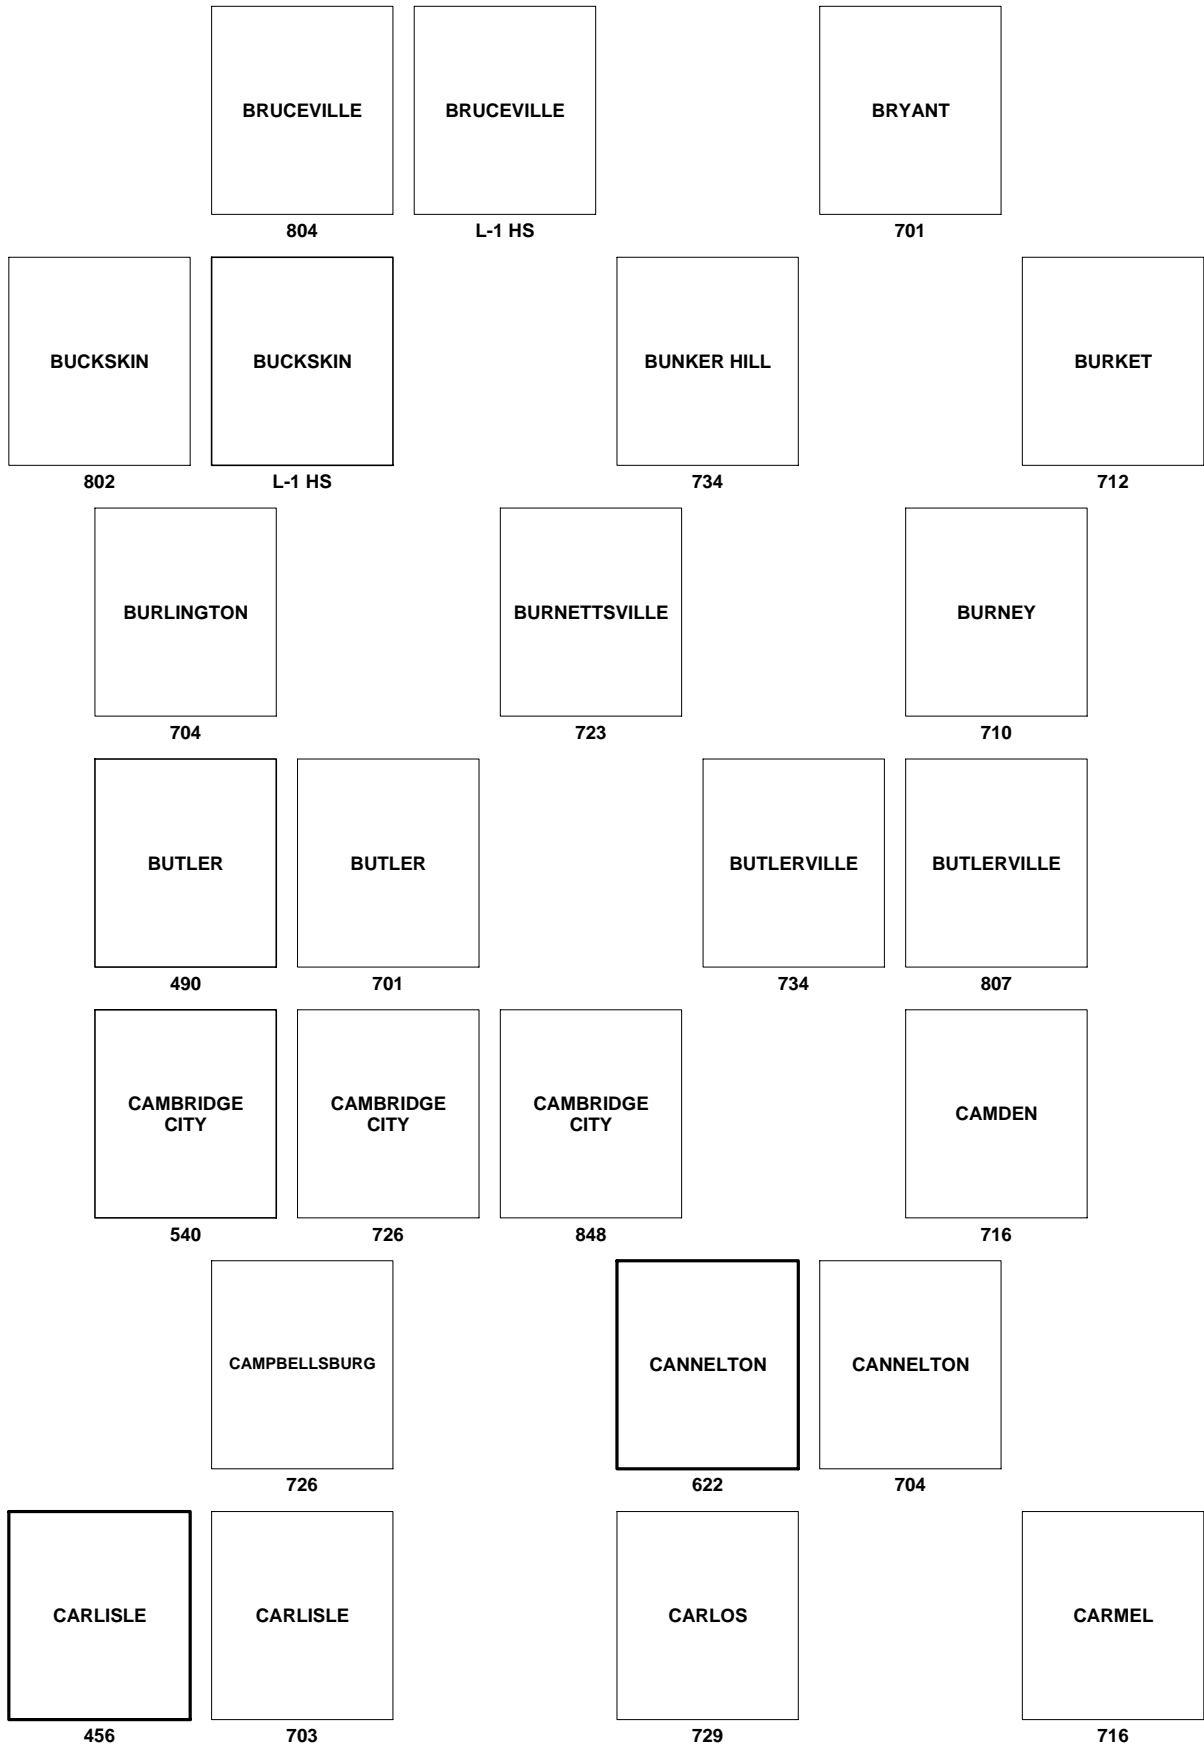 BRUCEVILLE
BRUCEVILLE
BRYANT
804
L-1 HS
701
BUCKSKIN
BUCKSKIN
BUNKER HILL
BURKET
802
L-1 HS
734
712
BURLINGTON
BURNETTSVILLE
BURNEY
704
723
710
BUTLER
BUTLER
BUTLERVILLE
BUTLERVILLE
490
701
734
807
CAMBRIDGE
CITY
CAMBRIDGE
CITY
CAMBRIDGE
CITY
CAMDEN
540
726
848
716
CAMPBELLSBURG
CANNELTON
CANNELTON
726
622
704
CARLISLE
CARLISLE
CARLOS
CARMEL
456
703
729
716